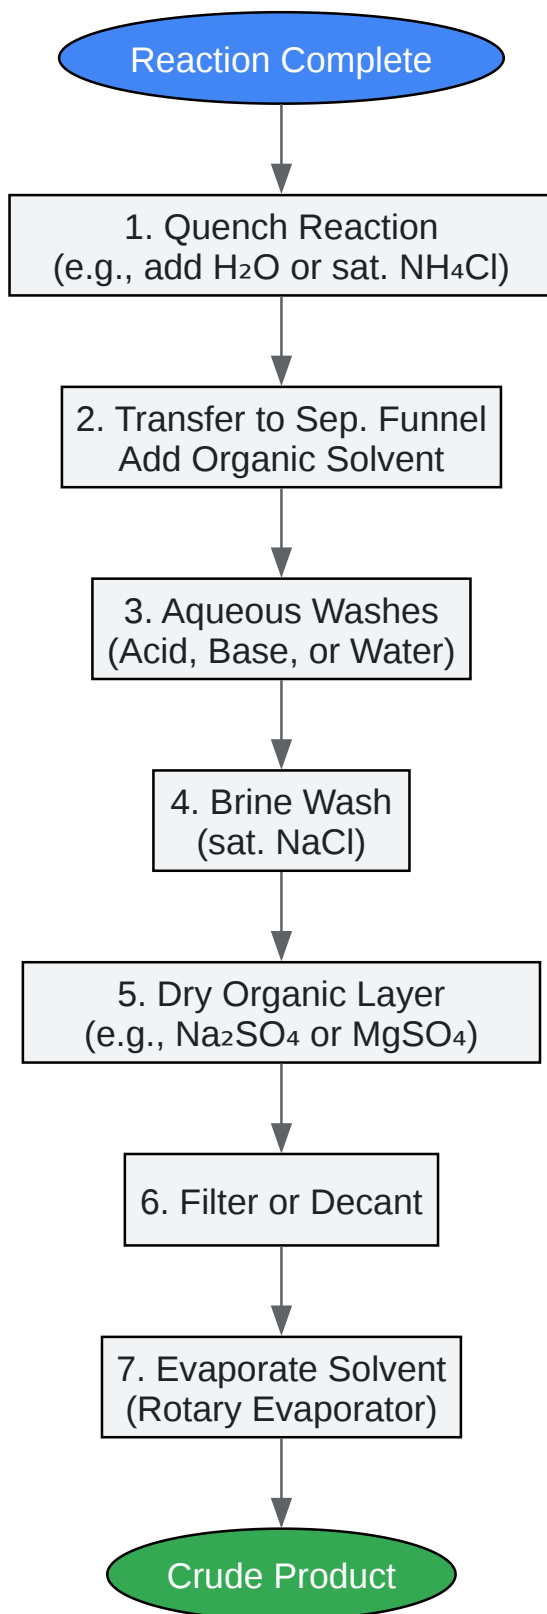 Reaction Complete
1. Quench Reaction
(e.g., add H₂O or sat. NH₄Cl)
2. Transfer to Sep. Funnel
Add Organic Solvent
3. Aqueous Washes
(Acid, Base, or Water)
4. Brine Wash
(sat. NaCl)
5. Dry Organic Layer
(e.g., Na₂SO₄ or MgSO₄)
6. Filter or Decant
7. Evaporate Solvent
(Rotary Evaporator)
Crude Product